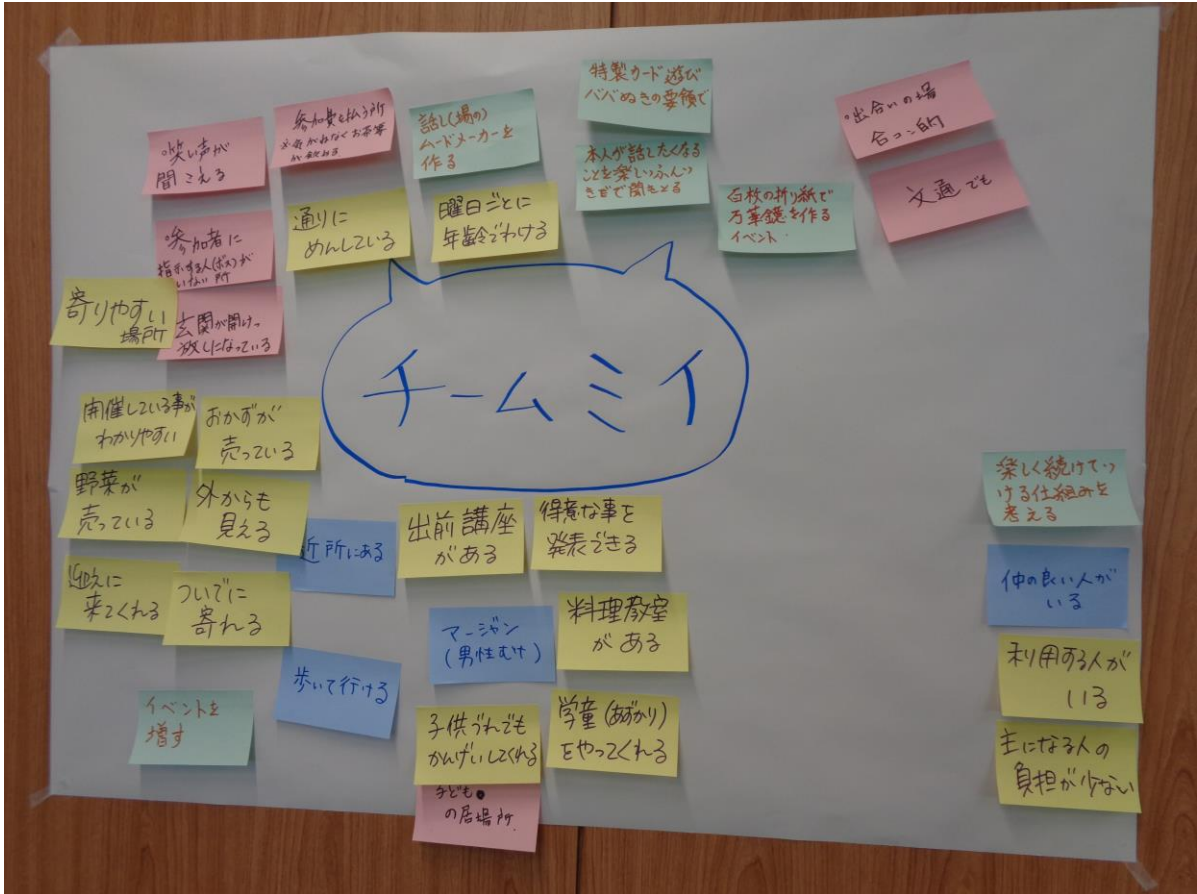 笑い声が
聞こえる
参加費を払う所
お茶等
が飲める
話し(場の)
ムードメーカーを
作る
特製カード遊び
ババぬきの要領で
本人が話したくなる
ことを楽しいふんい
きで聞きとる
百枚の折り紙で
万華鏡を作る
イベント
出合いの場
合コン的
文通でも
参加者に
指示する人(ボス)が
いない所
通りに
めんしている
曜日ごとに
年齢でわける
寄りやすい
場所
玄関が開けっ
放しになっている
チームミイ
開催している事が
わかりやすい
おかずが
売っている
野菜が
売っている
外からも
見える
近所にある
迎えに
来てくれる
ついでに
寄れる
歩いて行ける
イベントを
増す
出前講座
がある
得意な事を
発表できる
マージャン
(男性むけ)
料理教室
がある
子供づれでも
かんげいしてくれる
学童(あずかり)
をやってくれる
子ども
の居場所
楽しく続けてい
ける仕組みを
考える
仲の良い人が
いる
利用する人が
いる
主になる人の
負担が少ない